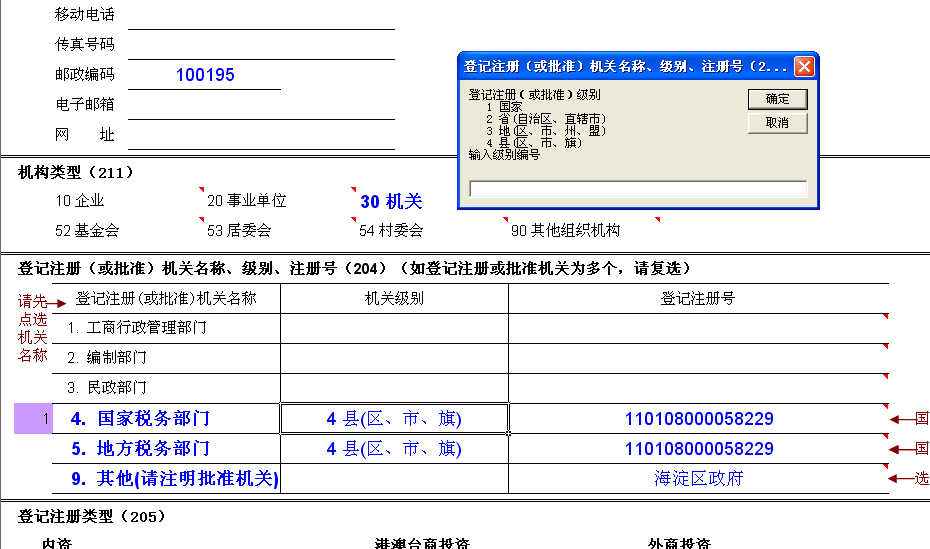 移动电话
传真号码
邮政编码 100195
电子邮箱
网 址
登记注册（或批准）机关名称、级别、注册号（2...
登记注册(或批准)级别
1 国家
2 省(自治区、直辖市)
3 地(区、市、州、盟)
4 县(区、市、旗)
输入级别编号
确定
取消
机构类型（211）
10 企业 20 事业单位 30 机关
52 基金会 53 居委会 54 村委会 90 其他组织机构
登记注册（或批准）机关名称、级别、注册号（204）（如登记注册或批准机关为多个，请复选）
请先
点选
机关
名称
登记注册(或批准)机关名称 机关级别 登记注册号
1. 工商行政管理部门
2. 编制部门
3. 民政部门
1 4. 国家税务部门 4 县(区、市、旗) 110108000058229 国
5. 地方税务部门 4 县(区、市、旗) 110108000058229 国
9. 其他(请注明批准机关) 海淀区政府 选
登记注册类型（205）
内资 港澳台商投资 外商投资